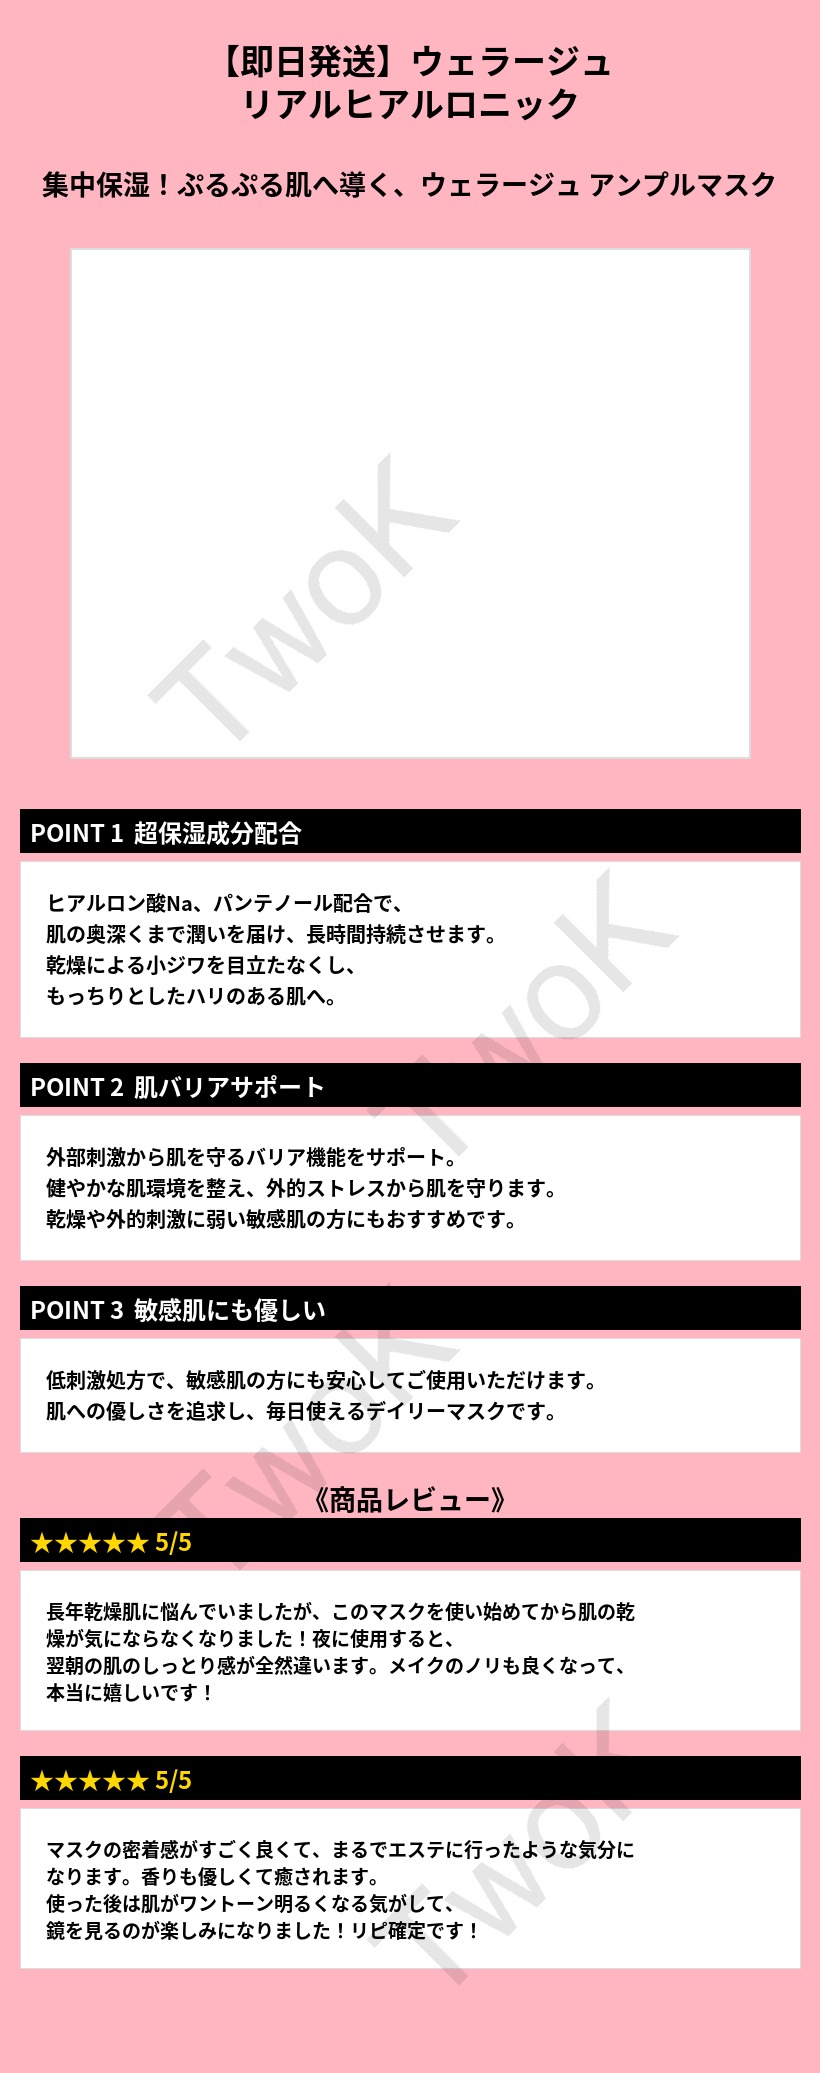 【即日発送】ウェラージュ
リアルヒアルロニック
集中保湿！ぷるぷる肌へ導く、ウェラージュ アンプルマスク
TwoK
POINT 1 超保湿成分配合
ヒアルロン酸Na、パンテノール配合で、
肌の奥深くまで潤いを届け、長時間持続させます。
乾燥による小ジワを目立たなくし、
もっちりとしたハリのある肌へ。
TwoK
POINT 2 肌バリアサポート
外部刺激から肌を守るバリア機能をサポート。
健やかな肌環境を整え、外的ストレスから肌を守ります。
乾燥や外的刺激に弱い敏感肌の方にもおすすめです。
POINT 3 敏感肌にも優しい
低刺激処方で、敏感肌の方にも安心してご使用いただけます。
肌への優しさを追求し、毎日使えるデイリーマスクです。
TwoK
《商品レビュー》
★★★★★ 5/5
長年乾燥肌に悩んでいましたが、このマスクを使い始めてから肌の乾
燥が気にならなくなりました！夜に使用すると、
翌朝の肌のしっとり感が全然違います。メイクのノリも良くなって、
本当に嬉しいです！
★★★★★ 5/5
マスクの密着感がすごく良くて、まるでエステに行ったような気分に
なります。香りも優しくて癒されます。
使った後は肌がワントーン明るくなる気がして、
鏡を見るのが楽しみになりました！リピ確定です！
TwoK